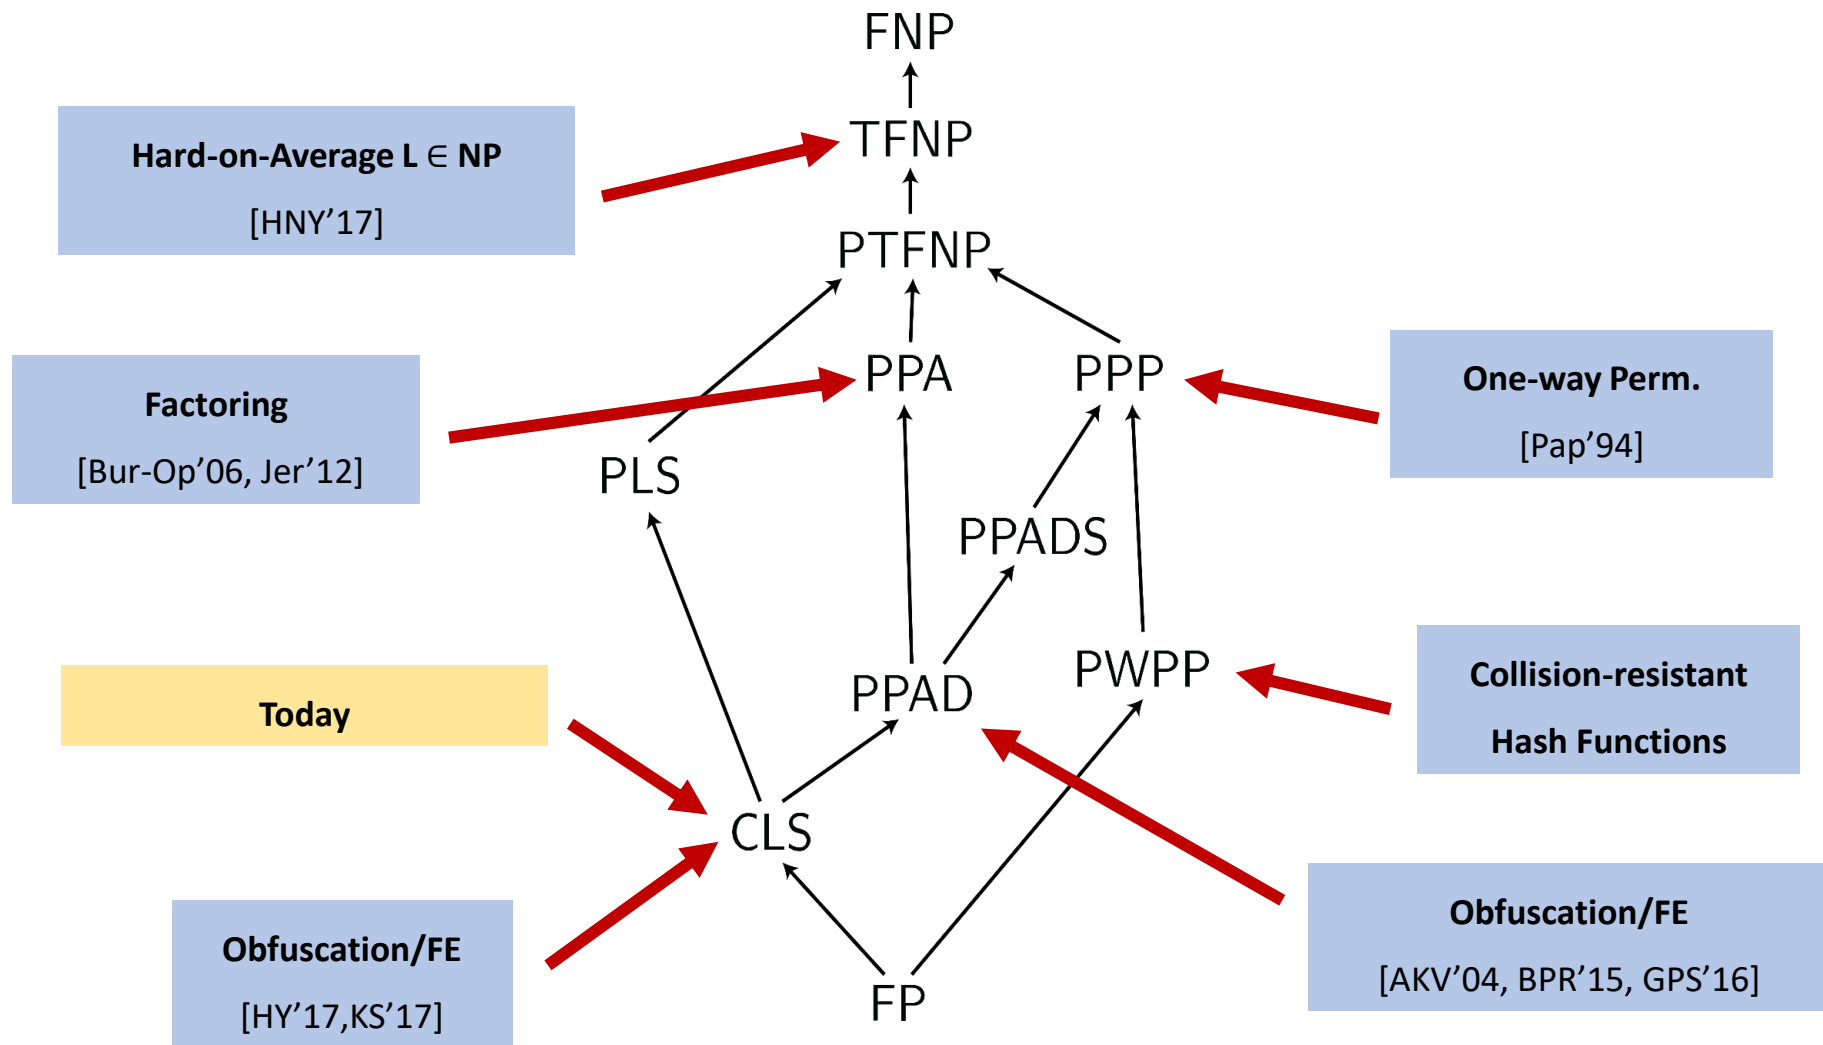 FNP
TFNP
Hard-on-Average L ∈ NP
[HNY’17]
PTFNP
PPA
PPP
Factoring
[Bur-Op’06, Jer’12]
One-way Perm.
[Pap’94]
PLS
PPADS
Today
PPAD
PWPP
Collision-resistant
Hash Functions
CLS
Obfuscation/FE
[HY’17,KS’17]
FP
Obfuscation/FE
[AKV’04, BPR’15, GPS’16]